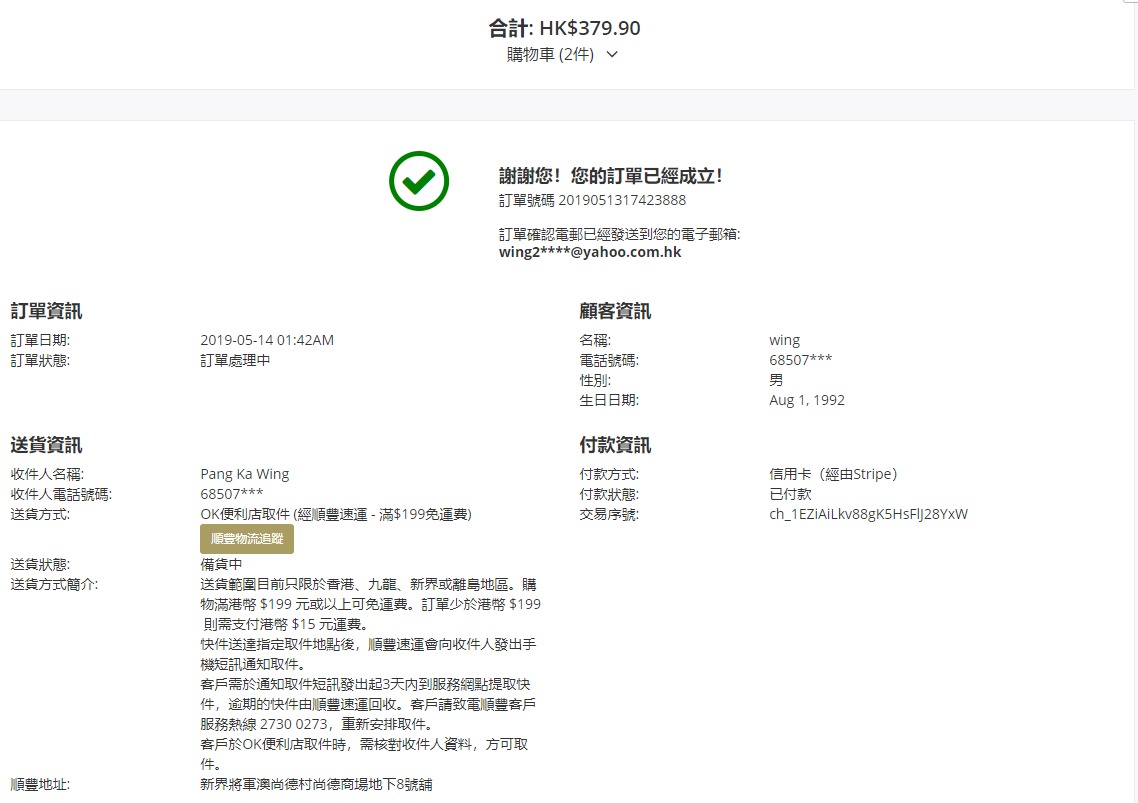 合計: HK$379.90
購物車 (2件)
謝謝您！您的訂單已經成立！
訂單號碼 2019051317423888
訂單確認電郵已經發送到您的電子郵箱:
wing2****@yahoo.com.hk
訂單資訊
訂單日期: 2019-05-14 01:42AM
訂單狀態: 訂單處理中
顧客資訊
名稱: wing
電話號碼: 68507***
性別: 男
生日日期: Aug 1, 1992
送貨資訊
收件人名稱: Pang Ka Wing
收件人電話號碼: 68507***
送貨方式: OK便利店取件 (經順豐速運 - 滿$199免運費)
順豐物流追蹤
送貨狀態: 備貨中
送貨方式簡介: 送貨範圍目前只限於香港、九龍、新界或離島地區。購
物滿港幣 $199 元或以上可免運費。訂單少於港幣 $199
則需支付港幣 $15 元運費。
快件送達指定取件地點後，順豐速運會向收件人發出手
機短訊通知取件。
客戶需於通知取件短訊發出起3天內到服務網點提取快
件，逾期的快件由順豐速運回收。客戶請致電順豐客戶
服務熱線 2730 0273，重新安排取件。
客戶於OK便利店取件時，需核對收件人資料，方可取
件。
順豐地址: 新界將軍澳尚德村尚德商場地下8號舖
付款資訊
付款方式: 信用卡（經由Stripe）
付款狀態: 已付款
交易序號: ch_1EZiAiLkv88gK5HsFlJ28YxW